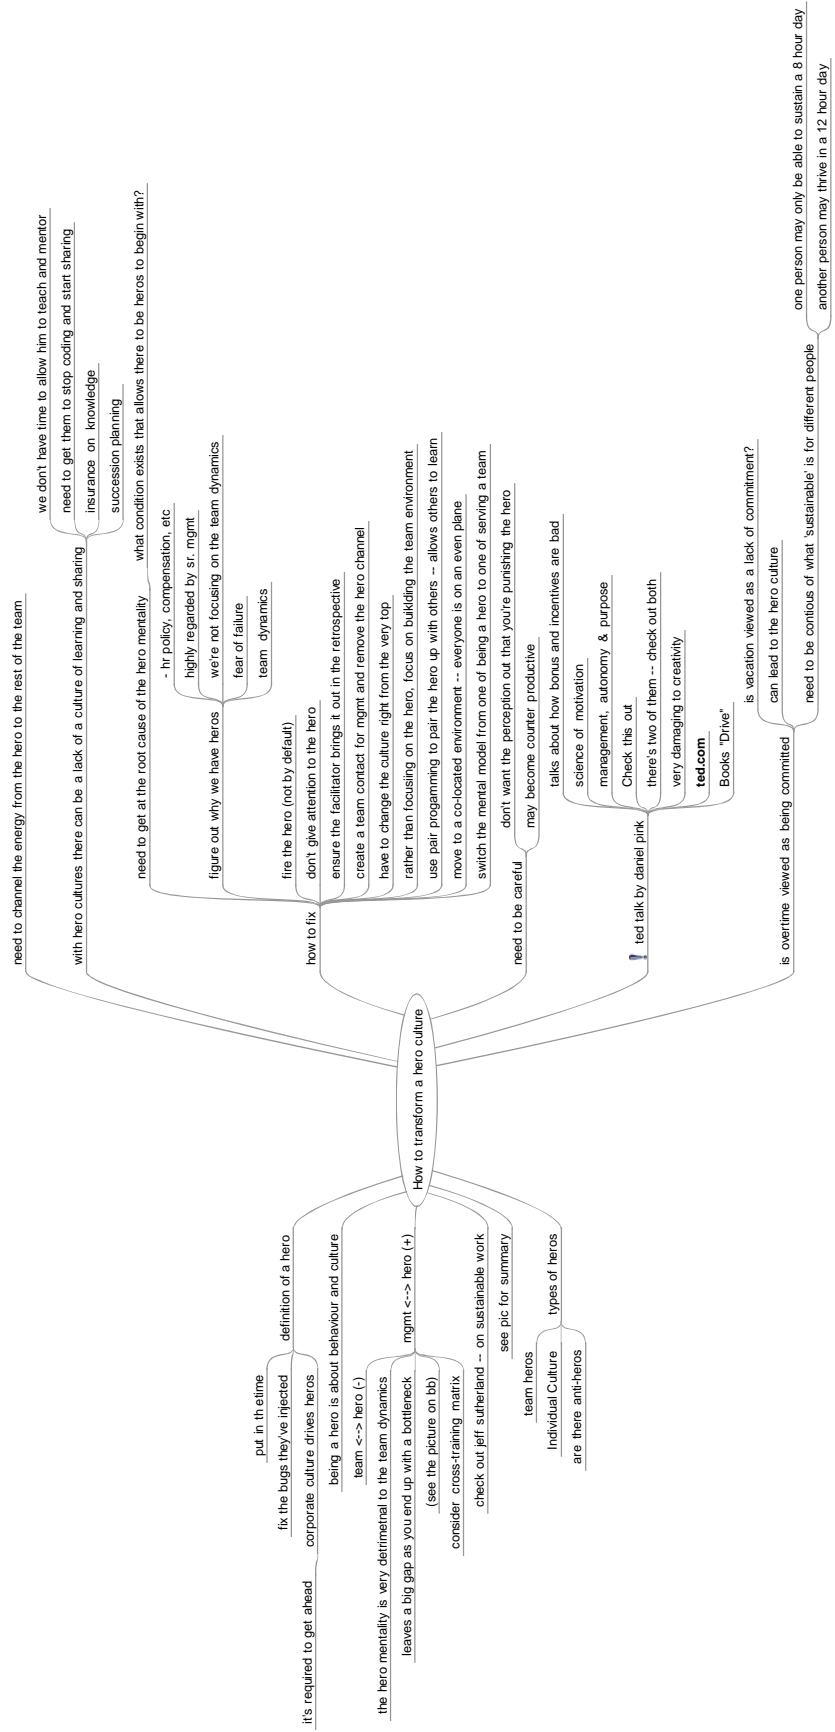 How to transform a hero culture
need to channel the energy from the hero to the rest of the team
with hero cultures there can be a lack of a culture of learning and sharing
we don't have time to allow him to teach and mentor
need to get them to stop coding and start sharing
insurance on knowledge
succession planning
how to fix
need to get at the root cause of the hero mentality
what condition exists that allows there to be heros to begin with?
figure out why we have heros
- hr policy, compensation, etc
highly regarded by sr. mgmt
we're not focusing on the team dynamics
fear of failure
team dynamics
fire the hero (not by default)
don't give attention to the hero
ensure the facilitator brings it out in the retrospective
create a team contact for mgmt and remove the hero channel
have to change the culture right from the very top
rather than focusiing on the hero, focus on buiklding the team environment
use pair progamming to pair the hero up with others -- allows others to learn
move to a co-located environment -- everyone is on an even plane
switch the mental model from one of being a hero to one of serving a team
need to be careful
don't want the perception out that you're punishing the hero
may become counter productive
ted talk by daniel pink
talks about how bonus and incentives are bad
science of motivation
management, autonomy & purpose
Check this out
there's two of them -- check out both
very damaging to creativity
ted.com
Books "Drive"
is overtime viewed as being committed
is vacation viewed as a lack of commitment?
can lead to the hero culture
need to be contious of what 'sustainable' is for different people
one person may only be able to sustain a 8 hour day
another person may thrive in a 12 hour day
definition of a hero
put in th etime
fix the bugs they've injected
corporate culture drives heros
it's required to get ahead
being a hero is about behaviour and culture
mgmt <--> hero (+)
team <--> hero (-)
the hero mentality is very detrimetnal to the team dynamics
leaves a big gap as you end up with a bottleneck
(see the picture on bb)
consider cross-training matrix
check out jeff sutherland -- on sustainable work
see pic for summary
types of heros
team heros
Individual Culture
are there anti-heros